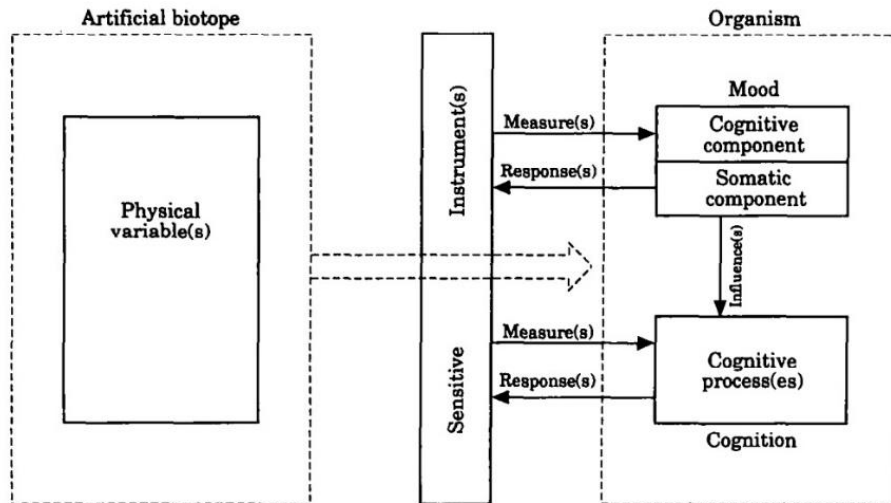 Artificial biotope
Organism
Physical
variable(s)
Instrument(s)
Sensitive
Mood
Measure(s)
Cognitive
component
Response(s)
Somatic
component
Influence(s)
Measure(s)
Response(s)
Cognitive
process(es)
Cognition